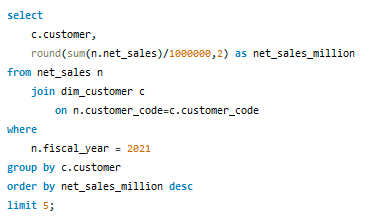 select
    c.customer,
    round(sum(n.net_sales)/1000000,2) as net_sales_million
from net_sales n
    join dim_customer c
        on n.customer_code=c.customer_code
where
    n.fiscal_year = 2021
group by c.customer
order by net_sales_million desc
limit 5;